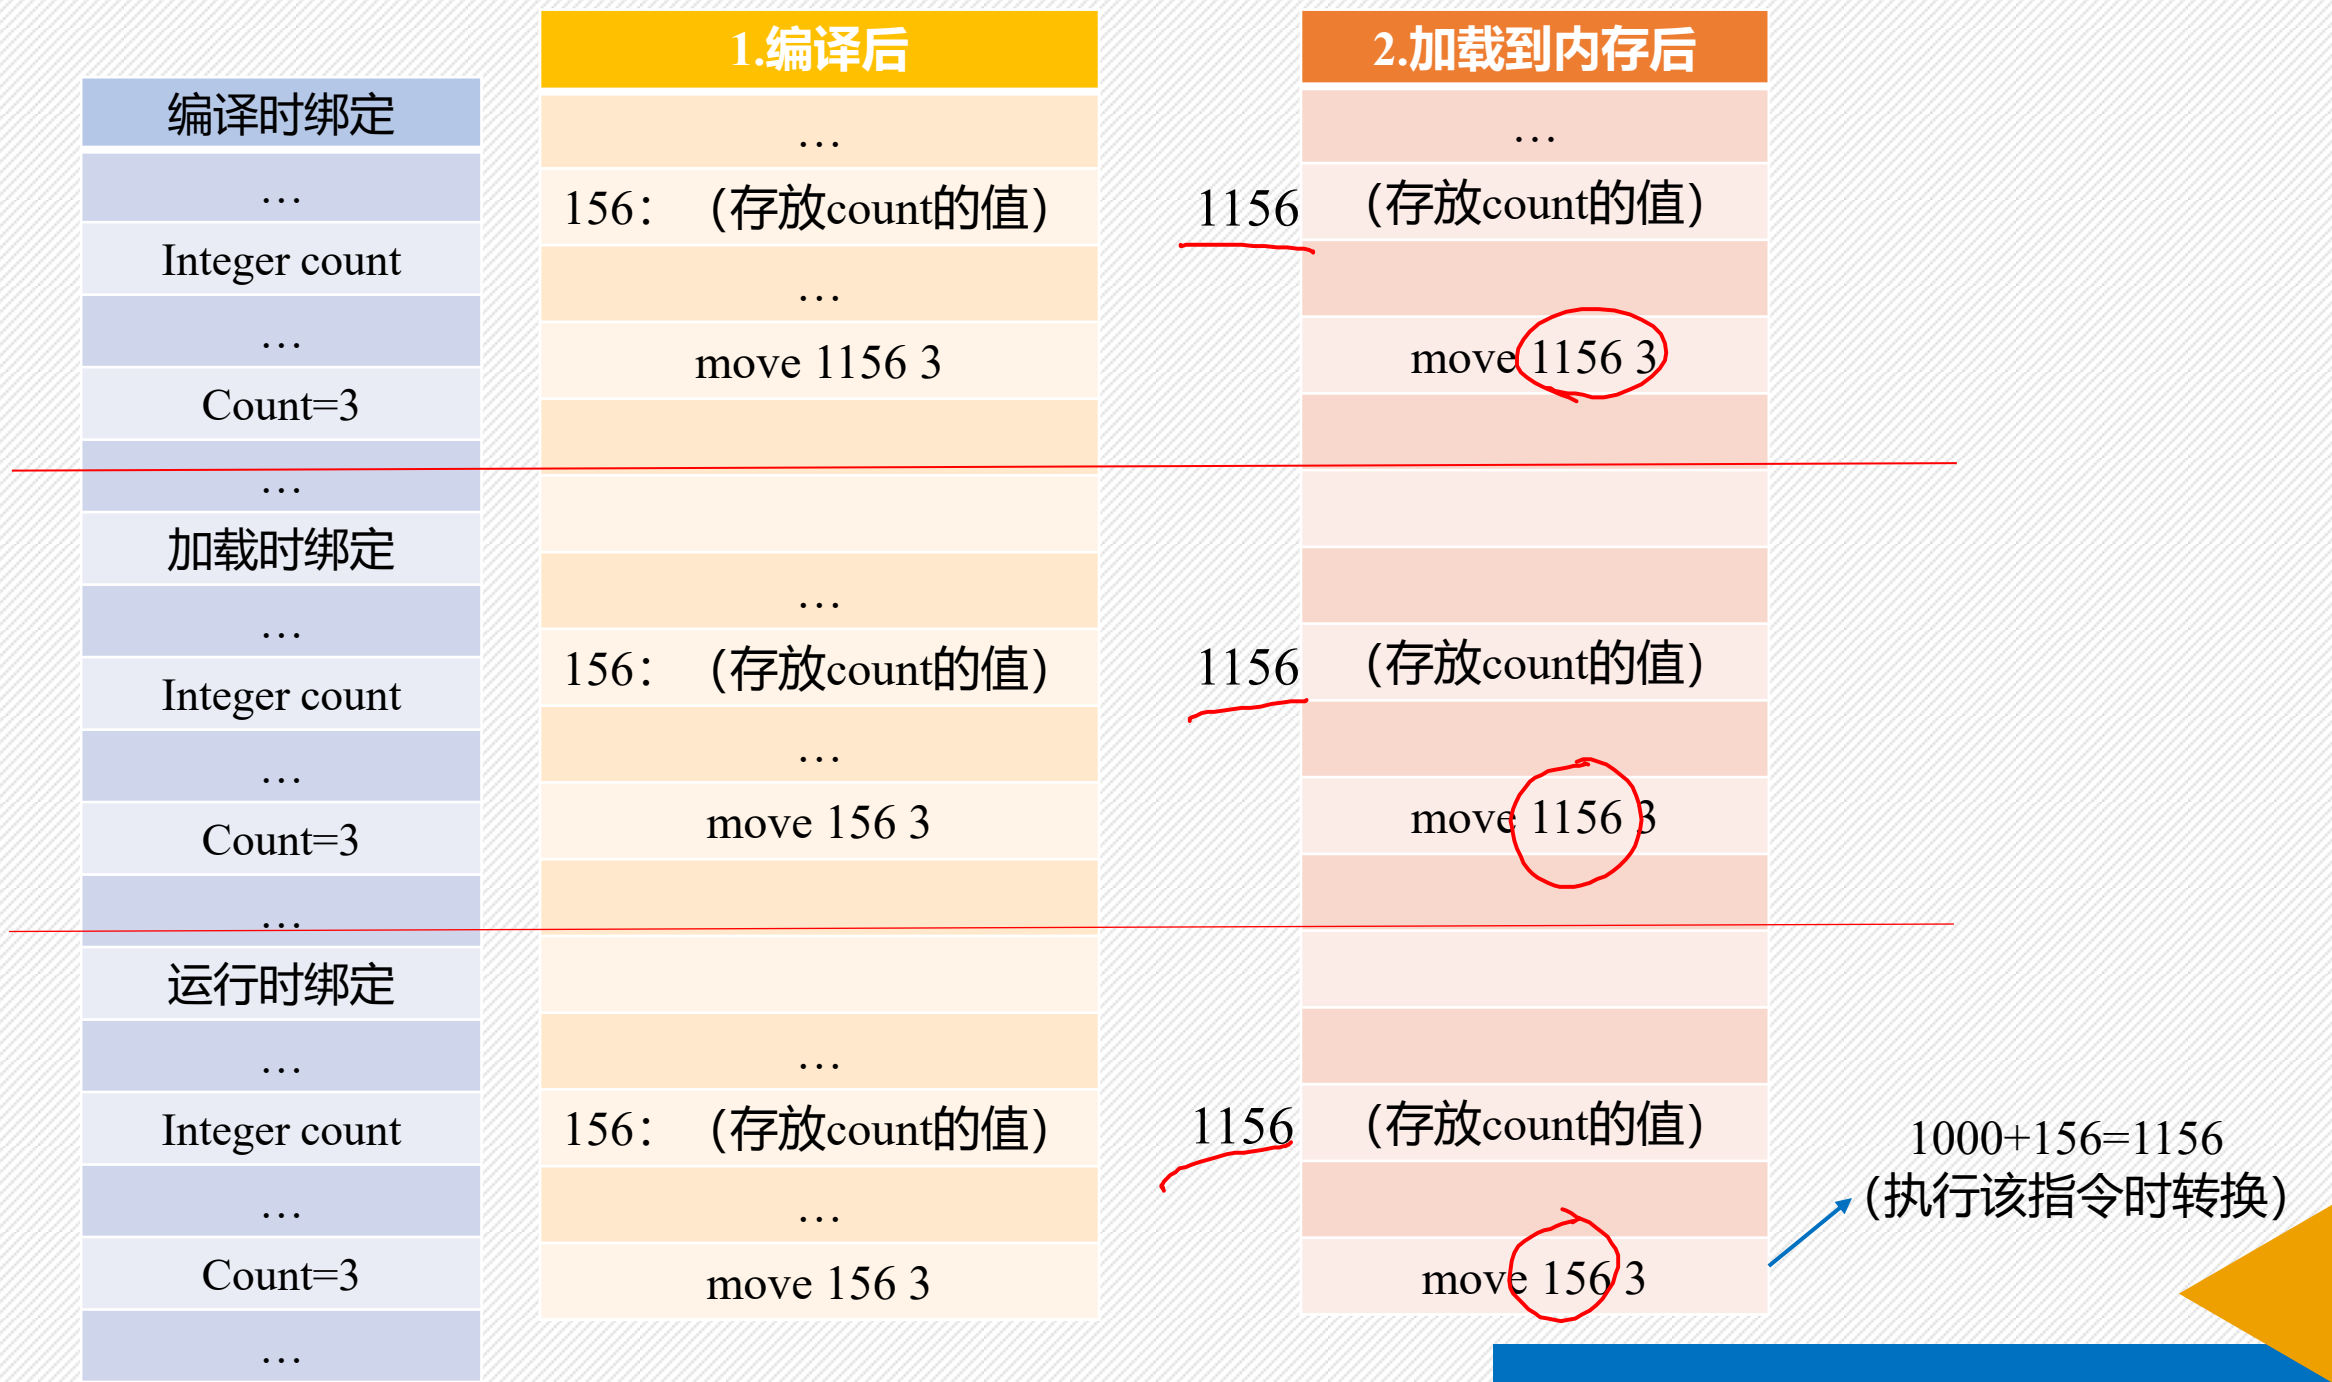 编译时绑定
…
Integer count
…
Count=3
…
加载时绑定
…
Integer count
…
Count=3
…
运行时绑定
…
Integer count
…
Count=3
…
1.编译后
…
156: （存放count的值）
…
move 1156 3
…
156: （存放count的值）
…
move 156 3
…
156: （存放count的值）
…
move 156 3
2.加载到内存后
…
1156 （存放count的值）
move 1156 3
1156 （存放count的值）
move 1156 3
1156 （存放count的值）
move 156 3
1000+156=1156
（执行该指令时转换）